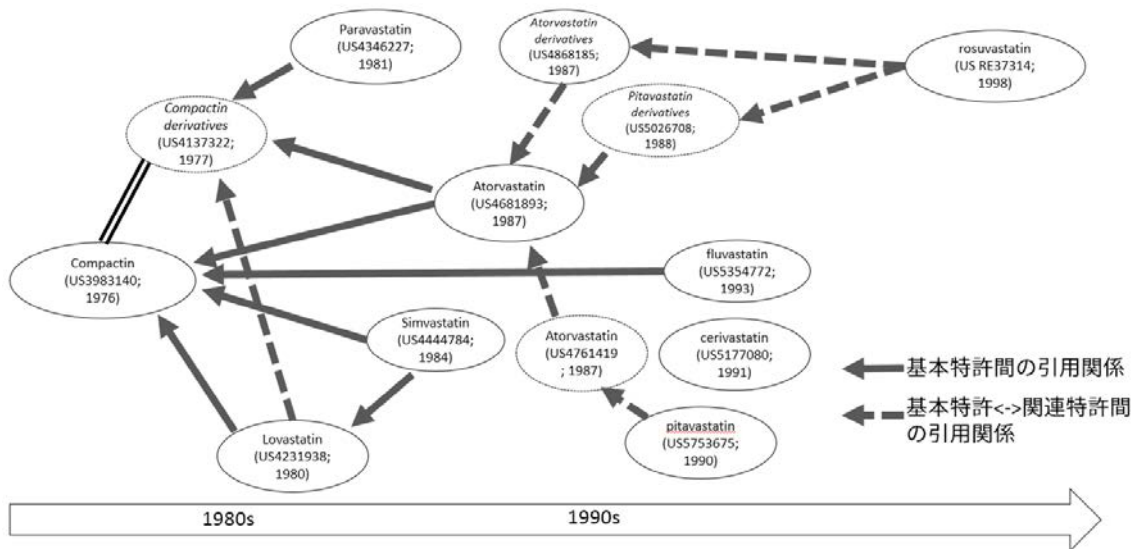 Paravastatin
(US4346227;
1981)
Atorvastatin
derivatives
(US4868185;
1987)
rosuvastatin
(US RE37314;
1998)
Compactin
derivatives
(US4137322;
1977)
Pitavastatin
derivatives
(US5026708;
1988)
Atorvastatin
(US4681893;
1987)
Compactin
(US3983140;
1976)
fluvastatin
(US5354772;
1993)
Simvastatin
(US4444784;
1984)
Atorvastatin
(US4761419
; 1987)
cerivastatin
(US5177080;
1991)
基本特許間の引用関係
基本特許<->関連特許間
の引用関係
Lovastatin
(US4231938;
1980)
pitavastatin
(US5753675;
1990)
1980s
1990s